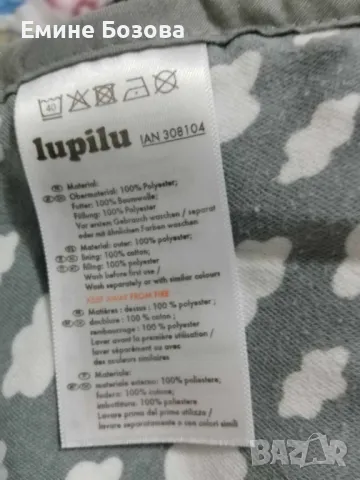 Емине Бозова
40
lupilu IAN 308104
Material:
Obermaterial: 100% Polyester;
Futter: 100% Baumwolle;
Füllung: 100% Polyester
Vor erstem Gebrauch waschen / separat
oder mit ähnlichen Farben waschen
Material: outer: 100% polyester;
lining: 100% cotton;
filling: 100% polyester
Wash before first use /
Wash separately or with similar colours
KEEP AWAY FROM FIRE
Matières : dessus : 100 % polyester ;
doublure : 100 % coton ;
rembourrage : 100 % polyester
Laver avant la première utilisation /
laver séparément ou avec
des couleurs similaires
Materiale:
materiale esterno: 100% poliestere;
fodera: 100% cotone;
imbottitura: 100% poliestere
Lavare prima del primo utilizzo /
lavare separatamente o con colori simili
BAZAR